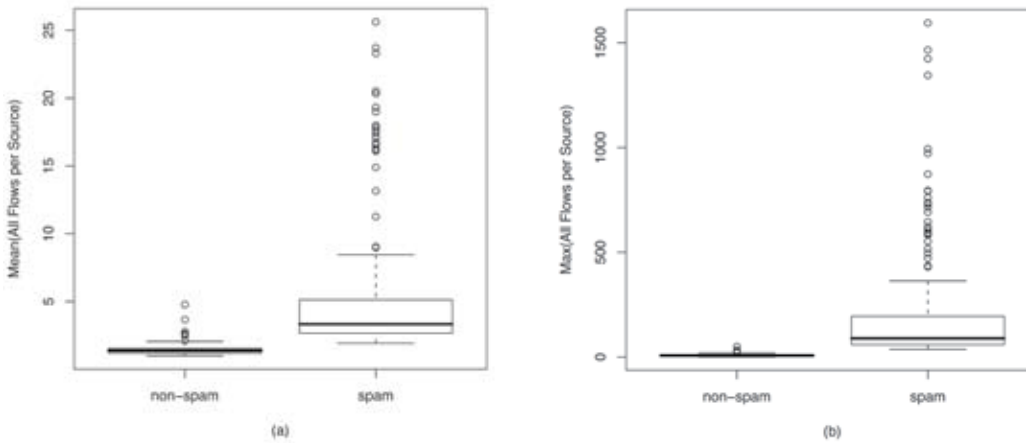 Mean(All Flows per Source)
25
20
15
10
5
non-spam
spam
(a)
Max(All Flows per Source)
1500
1000
500
0
non-spam
spam
(b)